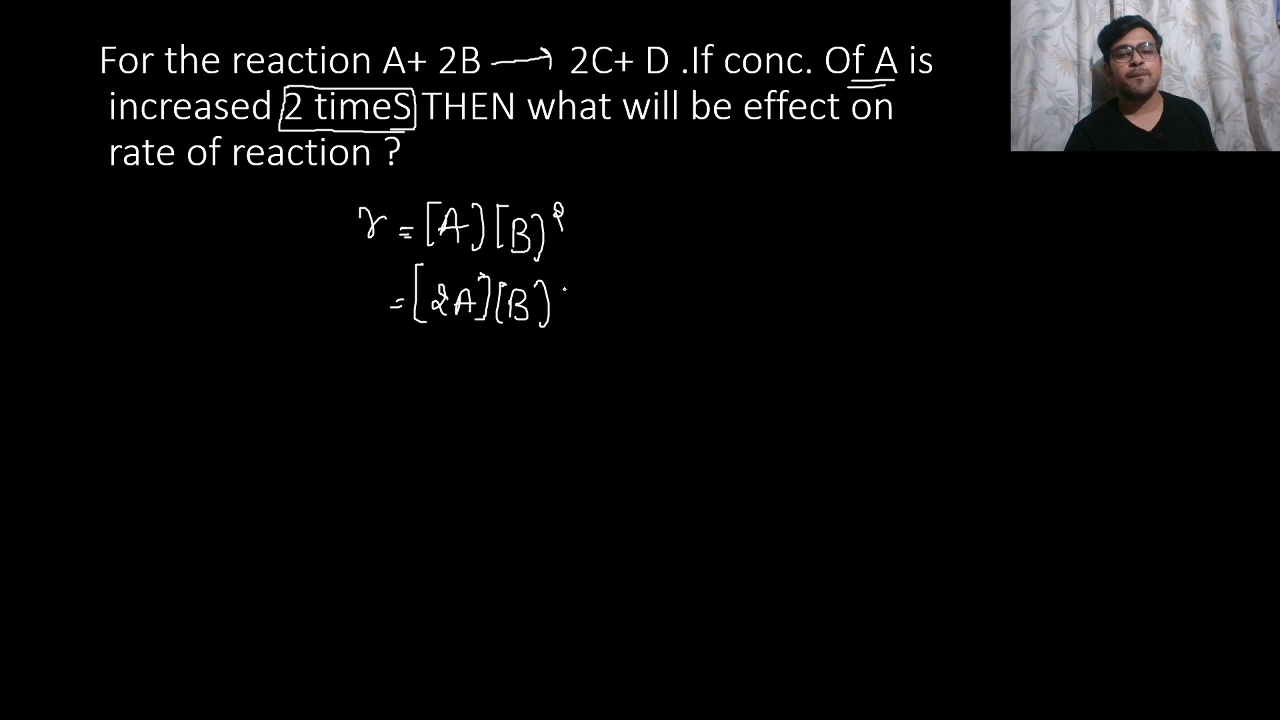 For the reaction A+ 2B → 2C+ D .If conc. Of A is
increased 2 timeS THEN what will be effect on
rate of reaction ?
r = [A) [B)²
= [2A] [B)